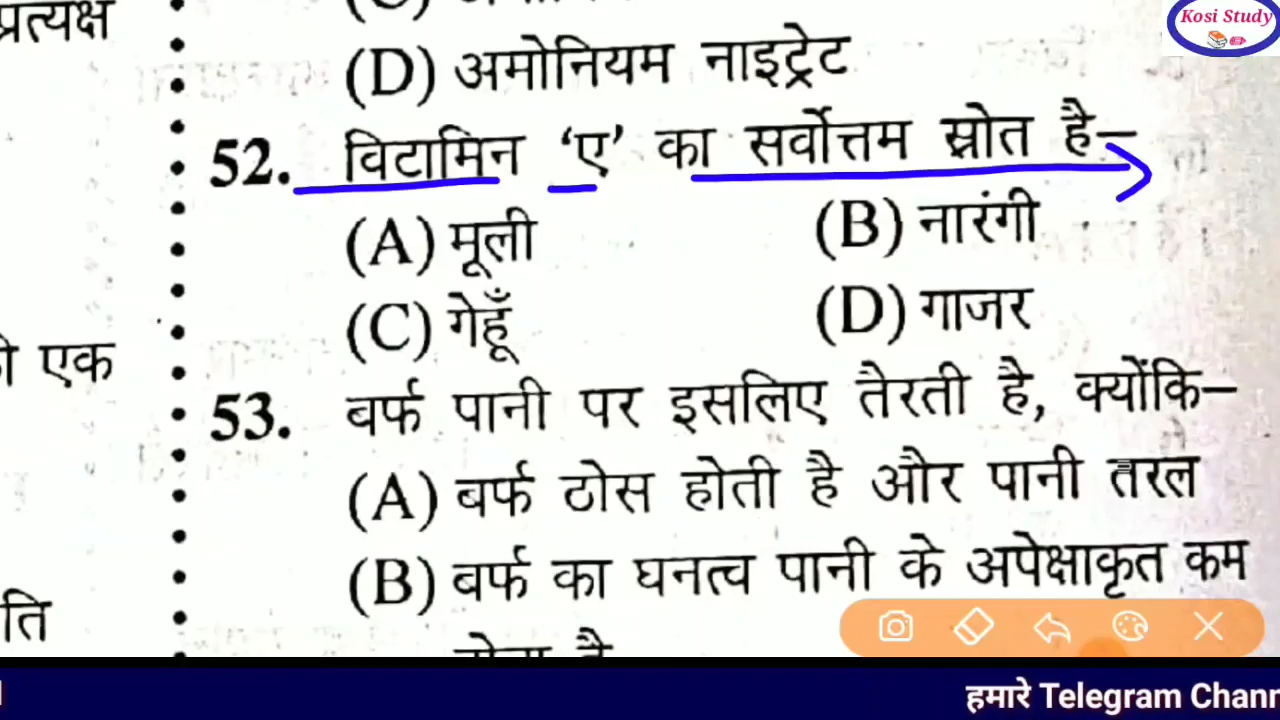 प्रत्यक्ष
Kosi Study
(D) अमोनियम नाइट्रेट
52. विटामिन ‘ए’ का सर्वोत्तम स्रोत है–
(A) मूली (B) नारंगी
(C) गेहूँ (D) गाजर
एक
53. बर्फ पानी पर इसलिए तैरती है, क्योंकि–
(A) बर्फ ठोस होती है और पानी तरल
(B) बर्फ का घनत्व पानी के अपेक्षाकृत कम
ति
हमारे Telegram Chann